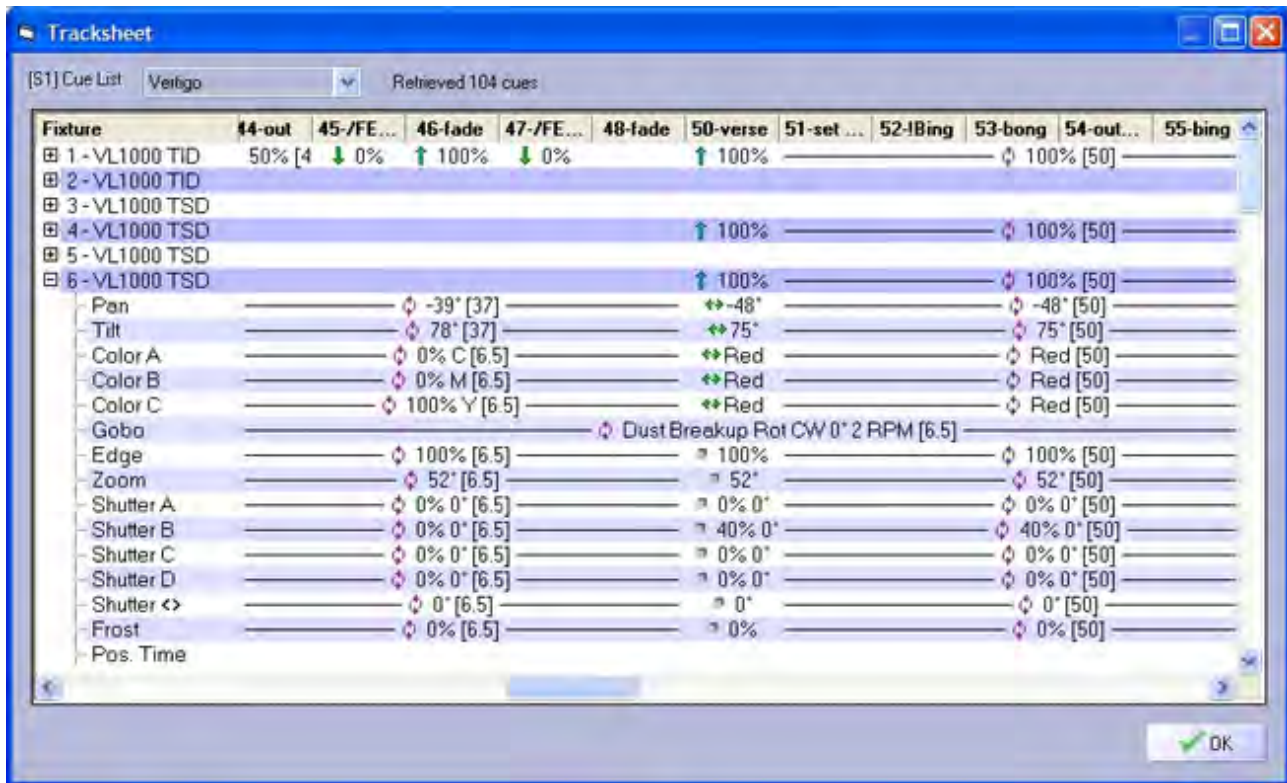 Tracksheet
[S1] Cue List Vertigo Retrieved 104 cues
Fixture 44-out 45-/FE... 46-fade 47-/FE... 48-fade 50-verse 51-set ... 52-!Bing 53-bong 54-out... 55-bing
1 - VL1000 TID 50% [4 0% 100% 0% 100% 100% [50]
2 - VL1000 TID
3 - VL1000 TSD
4 - VL1000 TSD 100% 100% [50]
5 - VL1000 TSD
6 - VL1000 TSD 100% 100% [50]
Pan -39° [37] -48° -48° [50]
Tilt 78° [37] 75° 75° [50]
Color A 0% C [6.5] Red Red [50]
Color B 0% M [6.5] Red Red [50]
Color C 100% Y [6.5] Red Red [50]
Gobo Dust Breakup Rot CW 0° 2 RPM [6.5]
Edge 100% [6.5] 100% 100% [50]
Zoom 52° [6.5] 52° 52° [50]
Shutter A 0% 0° [6.5] 0% 0° 0% 0° [50]
Shutter B 0% 0° [6.5] 40% 0° 40% 0° [50]
Shutter C 0% 0° [6.5] 0% 0° 0% 0° [50]
Shutter D 0% 0° [6.5] 0% 0° 0% 0° [50]
Shutter <> 0° [6.5] 0° 0° [50]
Frost 0% [6.5] 0% 0% [50]
Pos. Time
OK